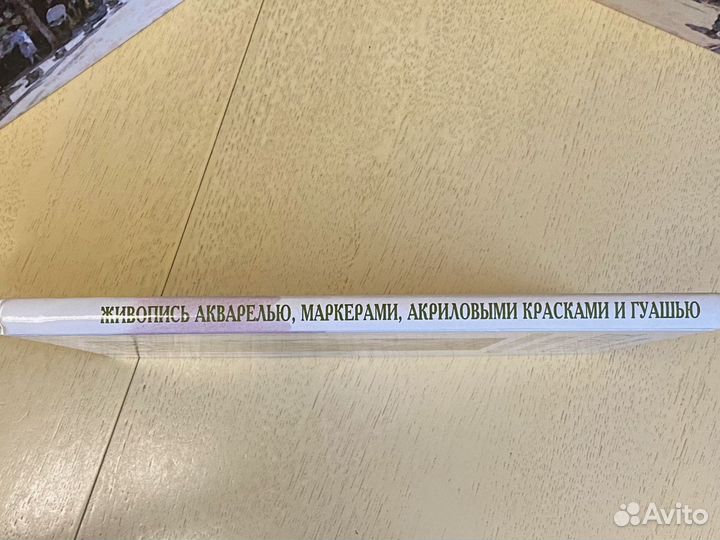 ЖИВОПИСЬ АКВАРЕЛЬЮ, МАРКЕРАМИ, АКРИЛОВЫМИ КРАСКАМИ И ГУАШЬЮ
Avito